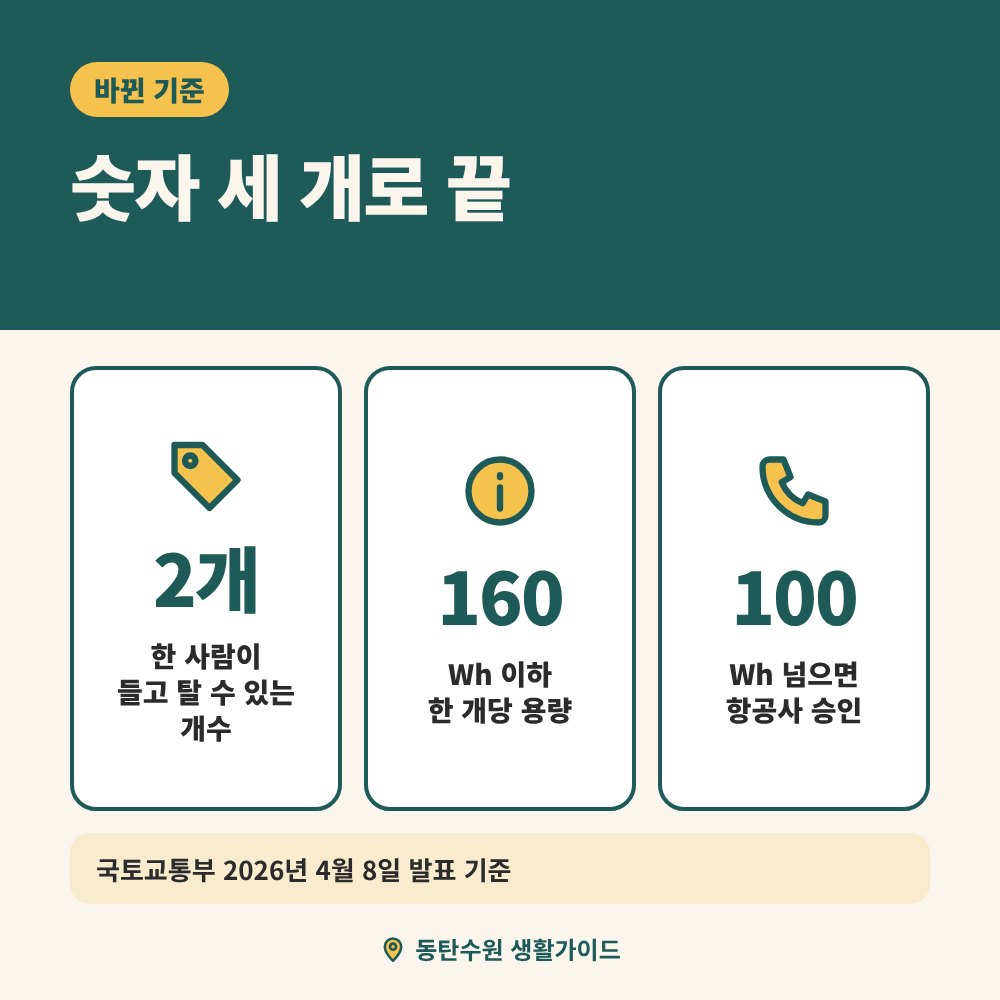 바뀐 기준
숫자 세 개로 끝
2개
한 사람이
들고 탈 수 있는
개수
160
Wh 이하
한 개당 용량
100
Wh 넘으면
항공사 승인
국토교통부 2026년 4월 8일 발표 기준
동탄수원 생활가이드